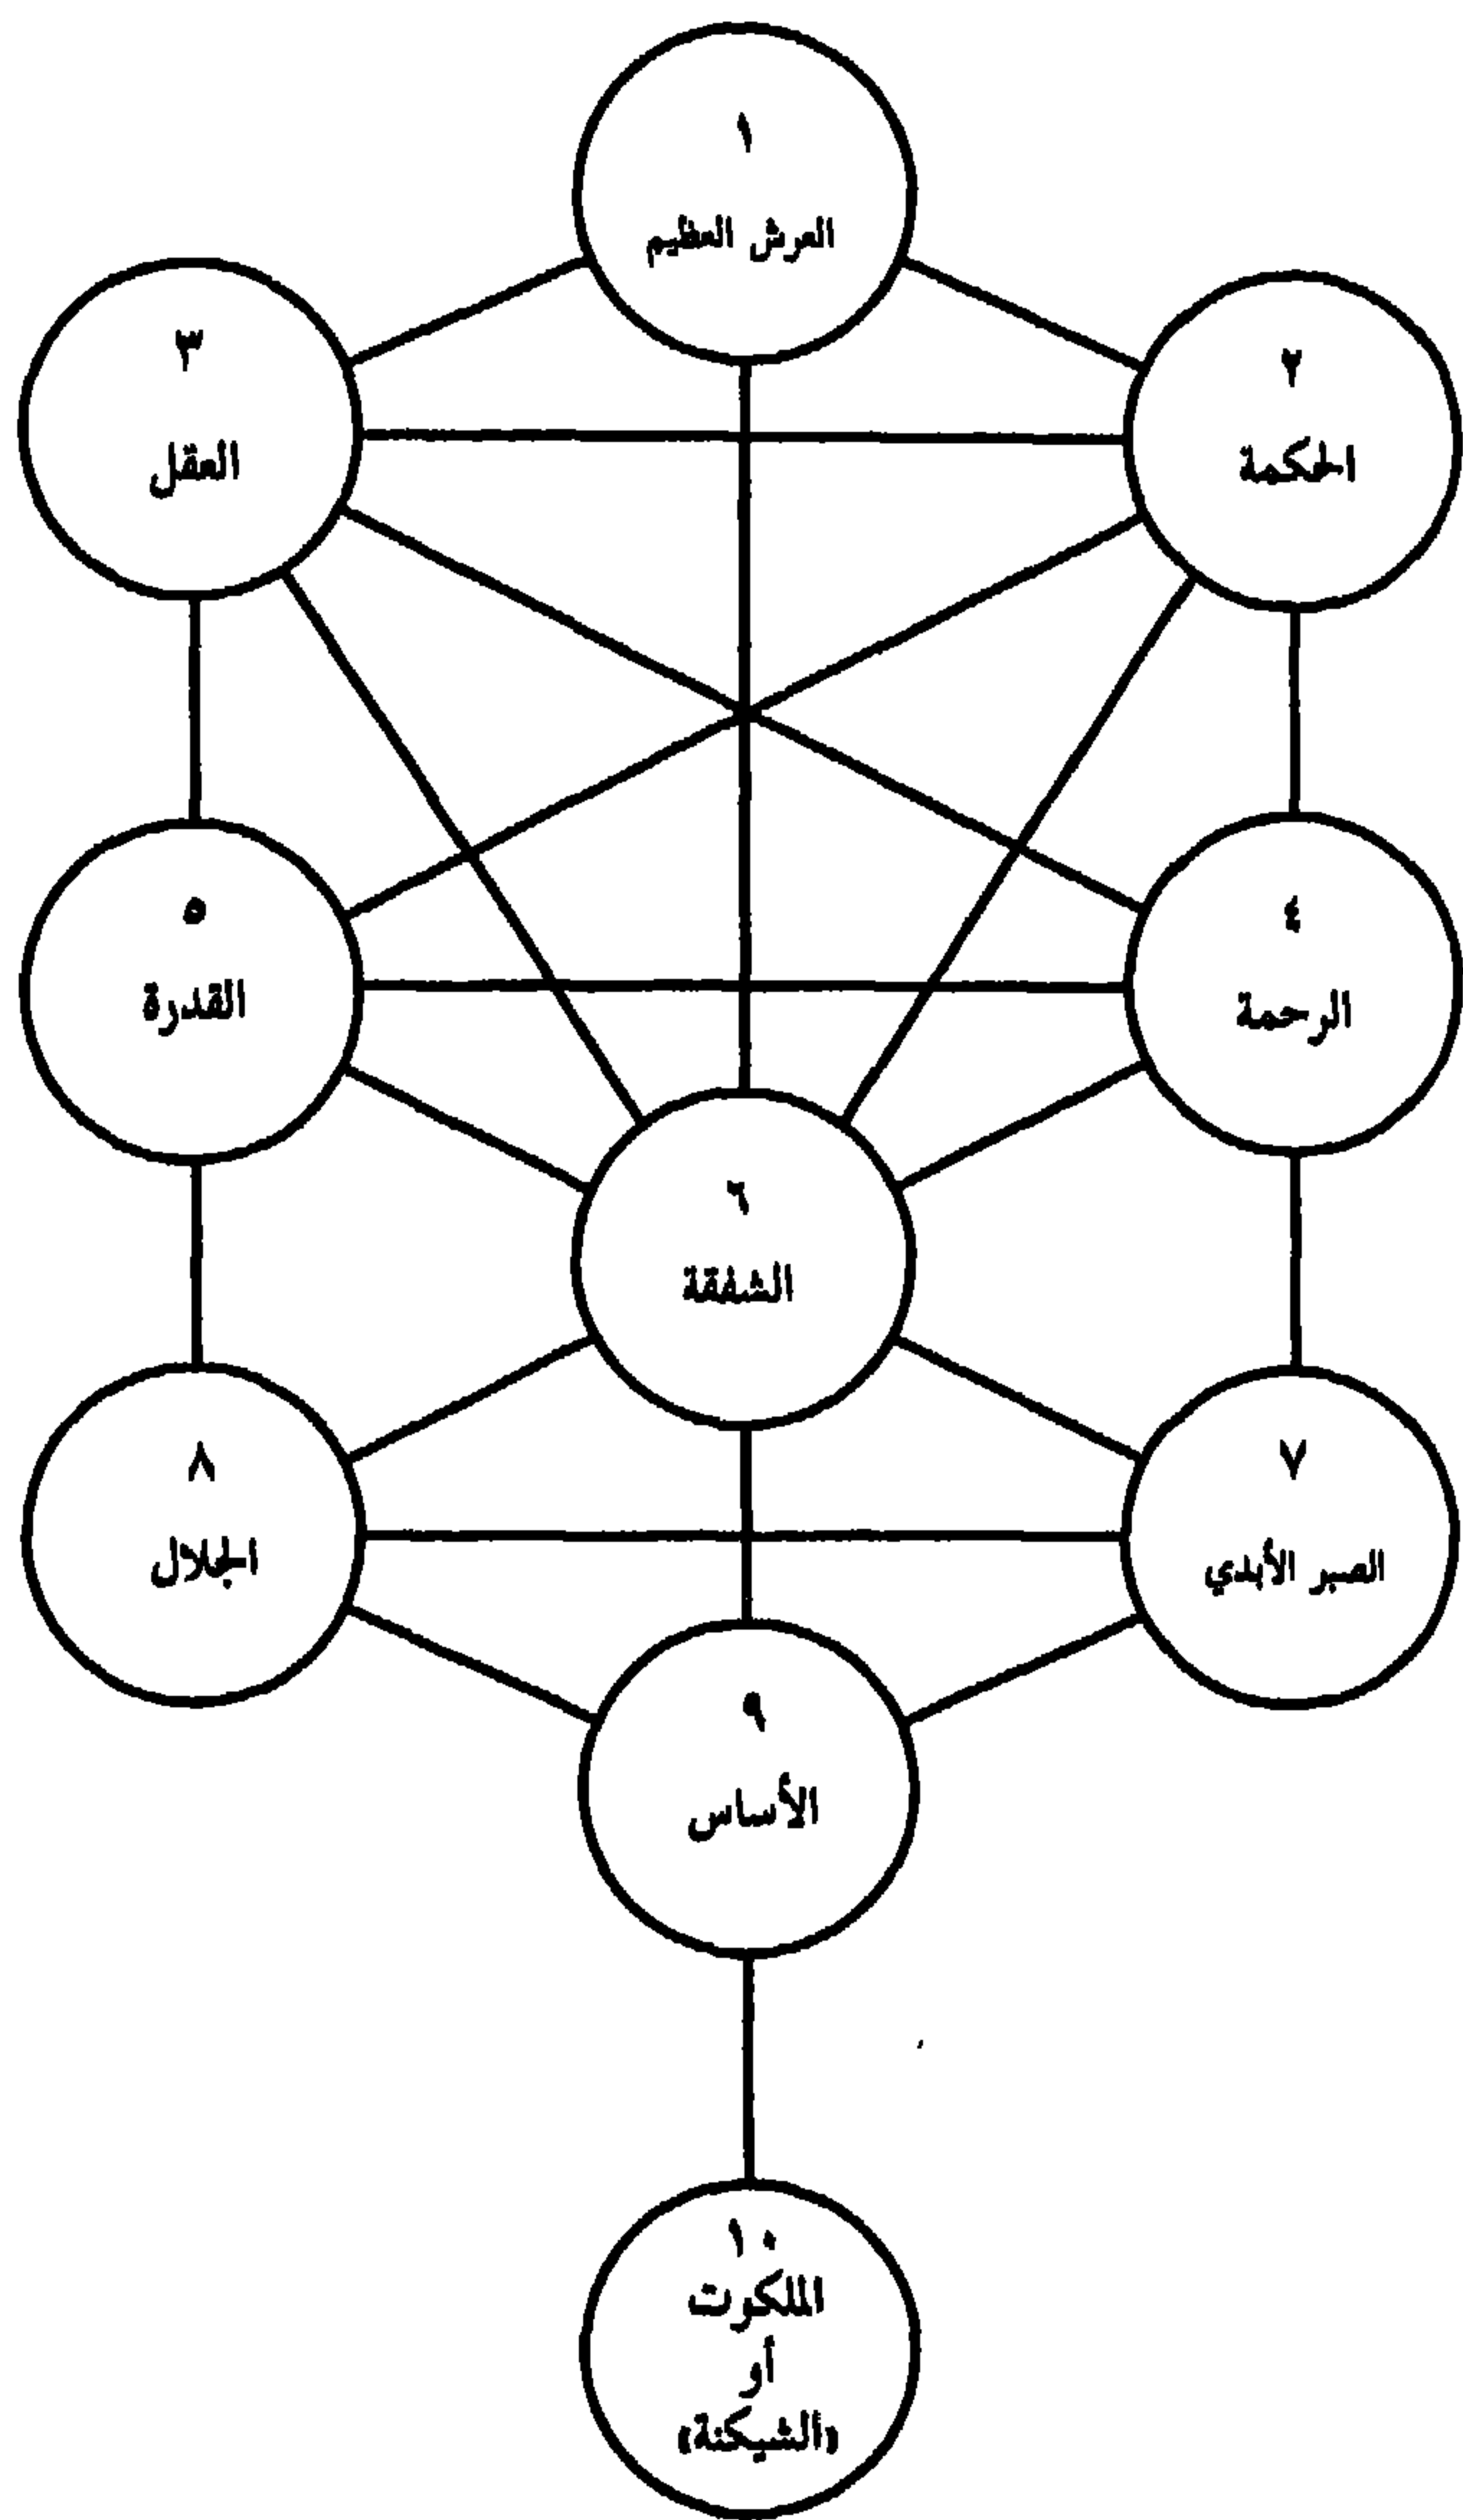 ١
العرش العظيم
٢
الحكمة
٣
العقل
٤
الرحمة
٥
القدرة
٦
الشفقة
٧
الصبر الأبدي
٨
الجلال
٩
الأساس
١٠
الملكوت
أو
«الشيكنة»